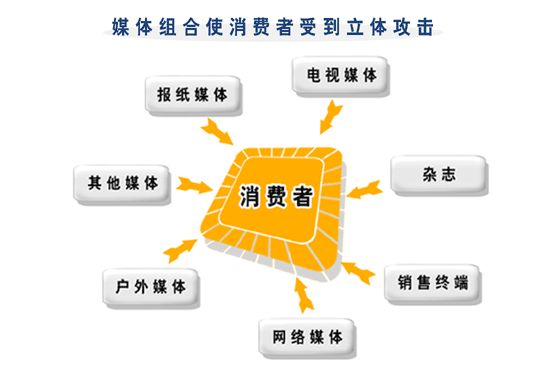 媒体组合使消费者受到立体攻击
电视媒体
报纸媒体
杂志
其他媒体
消费者
销售终端
户外媒体
网络媒体